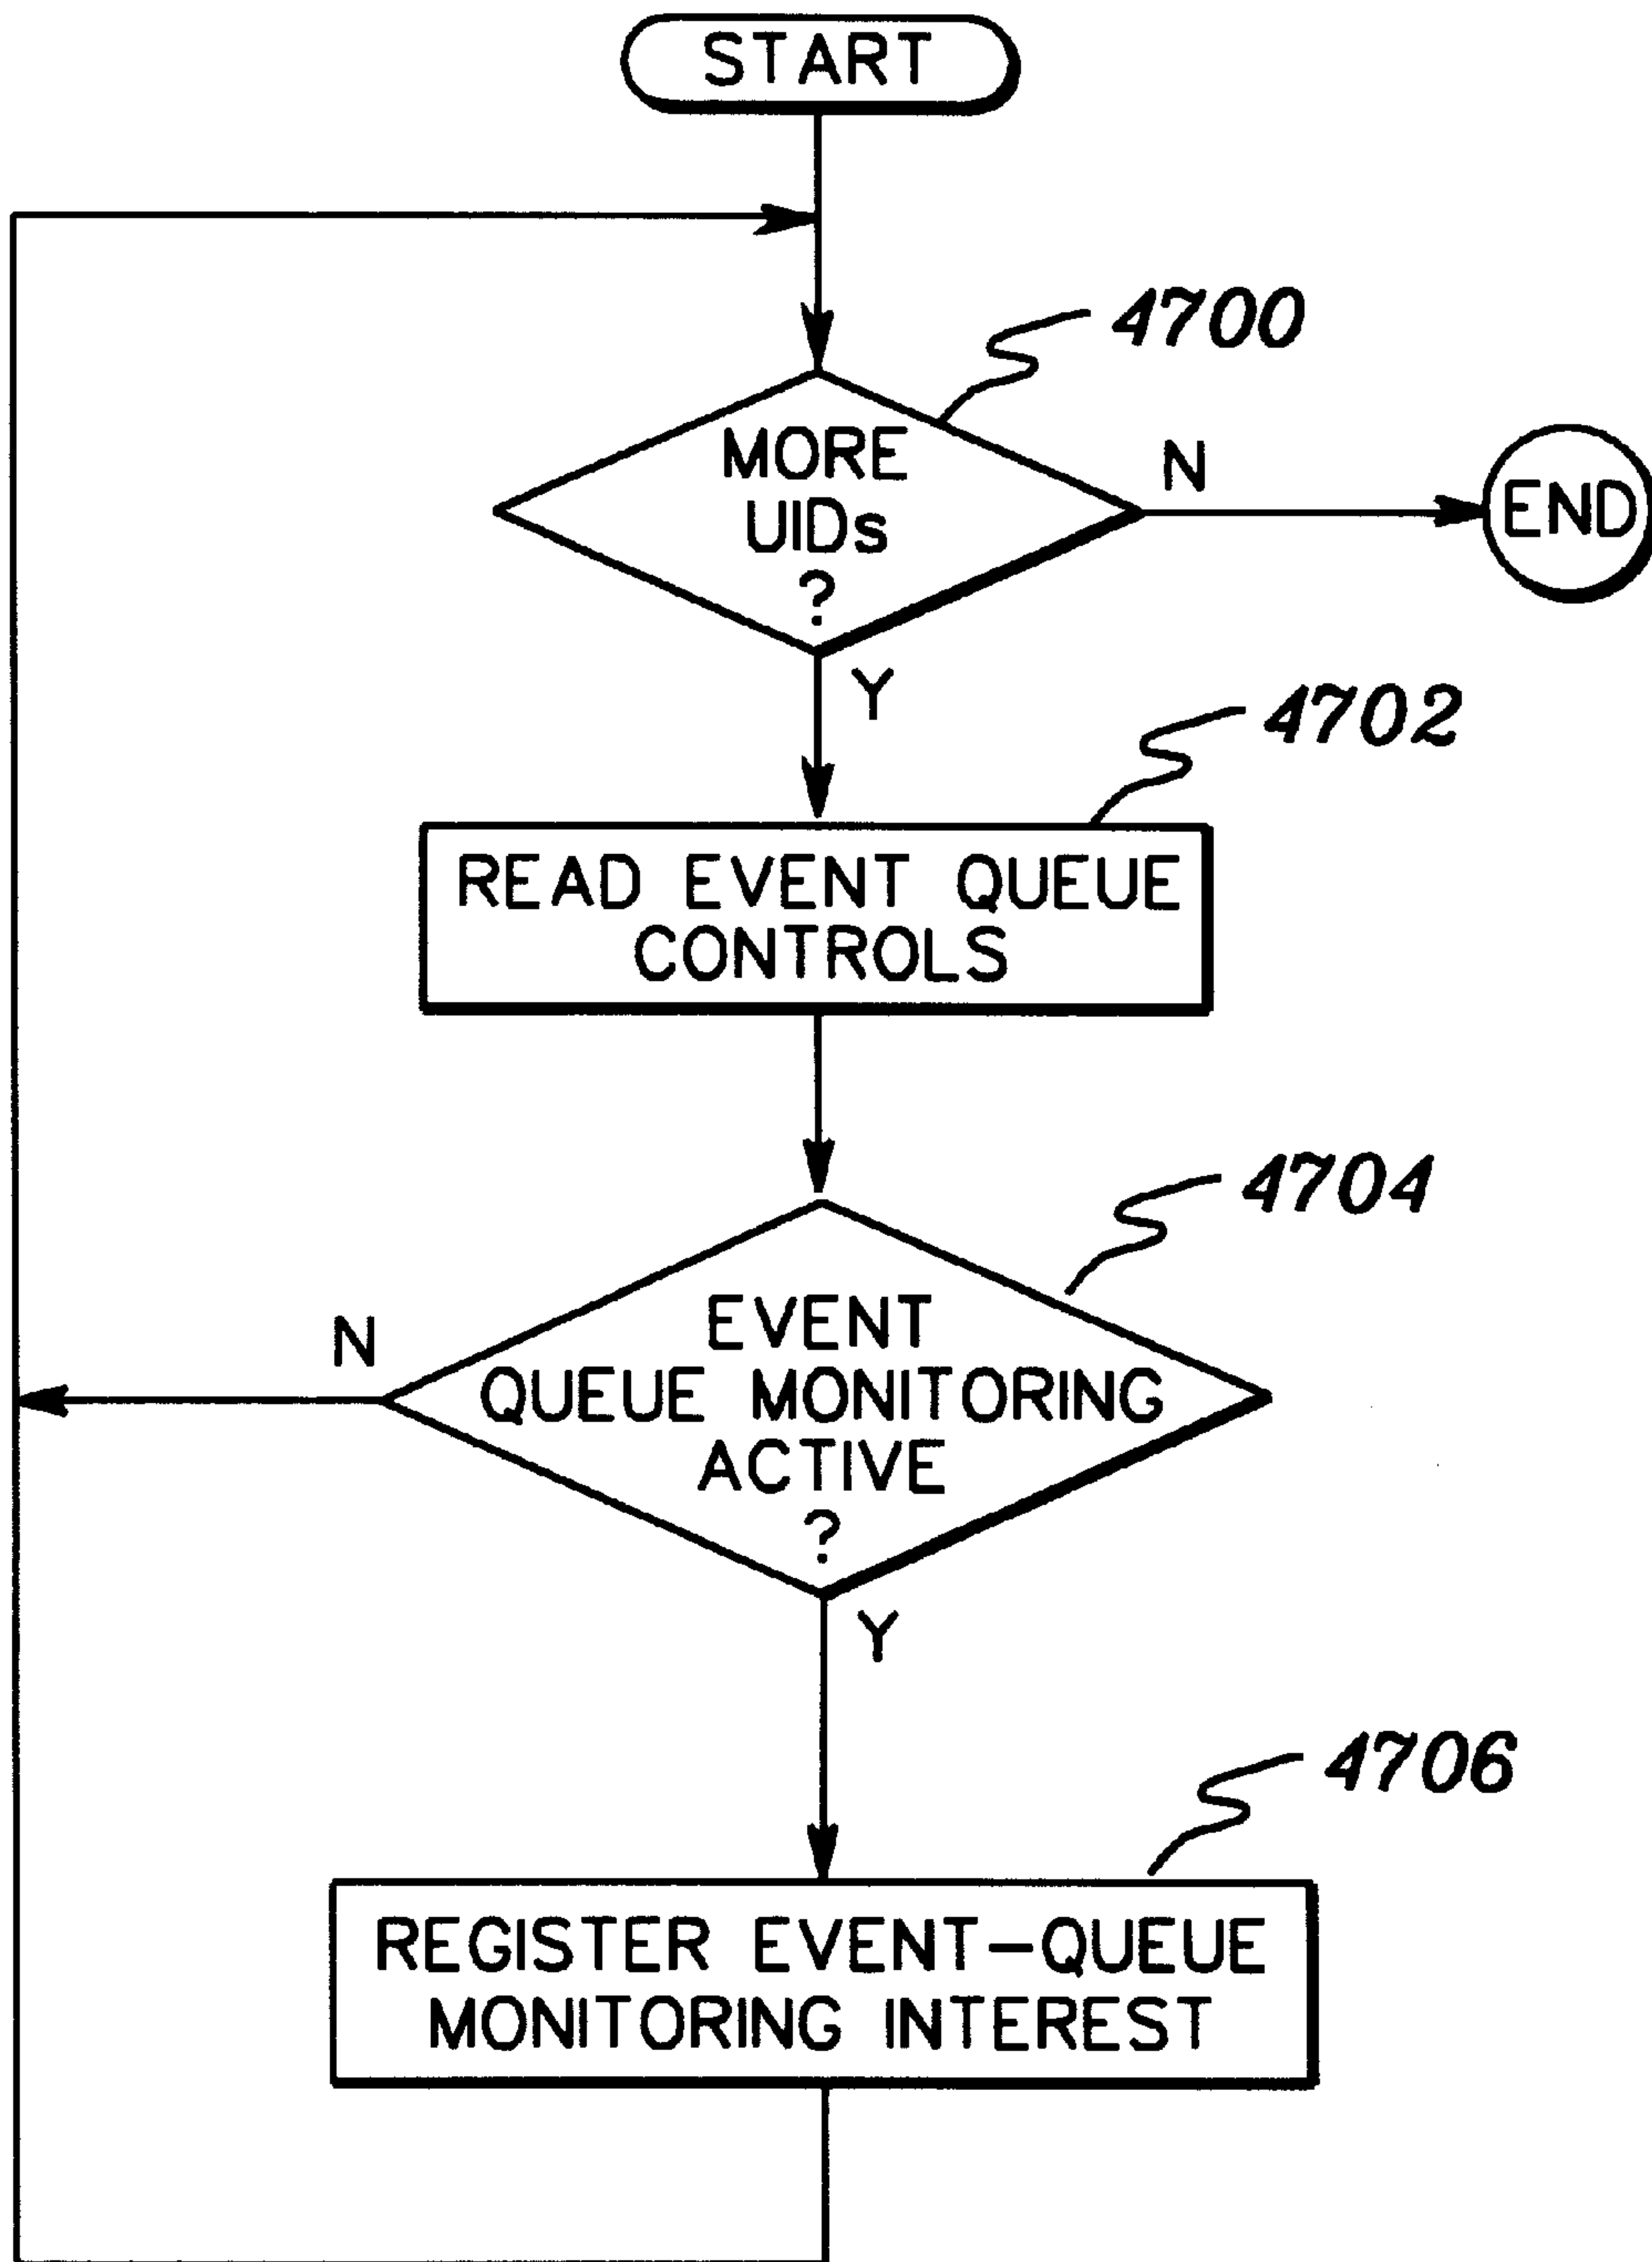 START
4700
MORE
UIDs
?
N
END
Y
4702
READ EVENT QUEUE
CONTROLS
4704
EVENT
QUEUE MONITORING
ACTIVE
?
N
Y
4706
REGISTER EVENT-QUEUE
MONITORING INTEREST